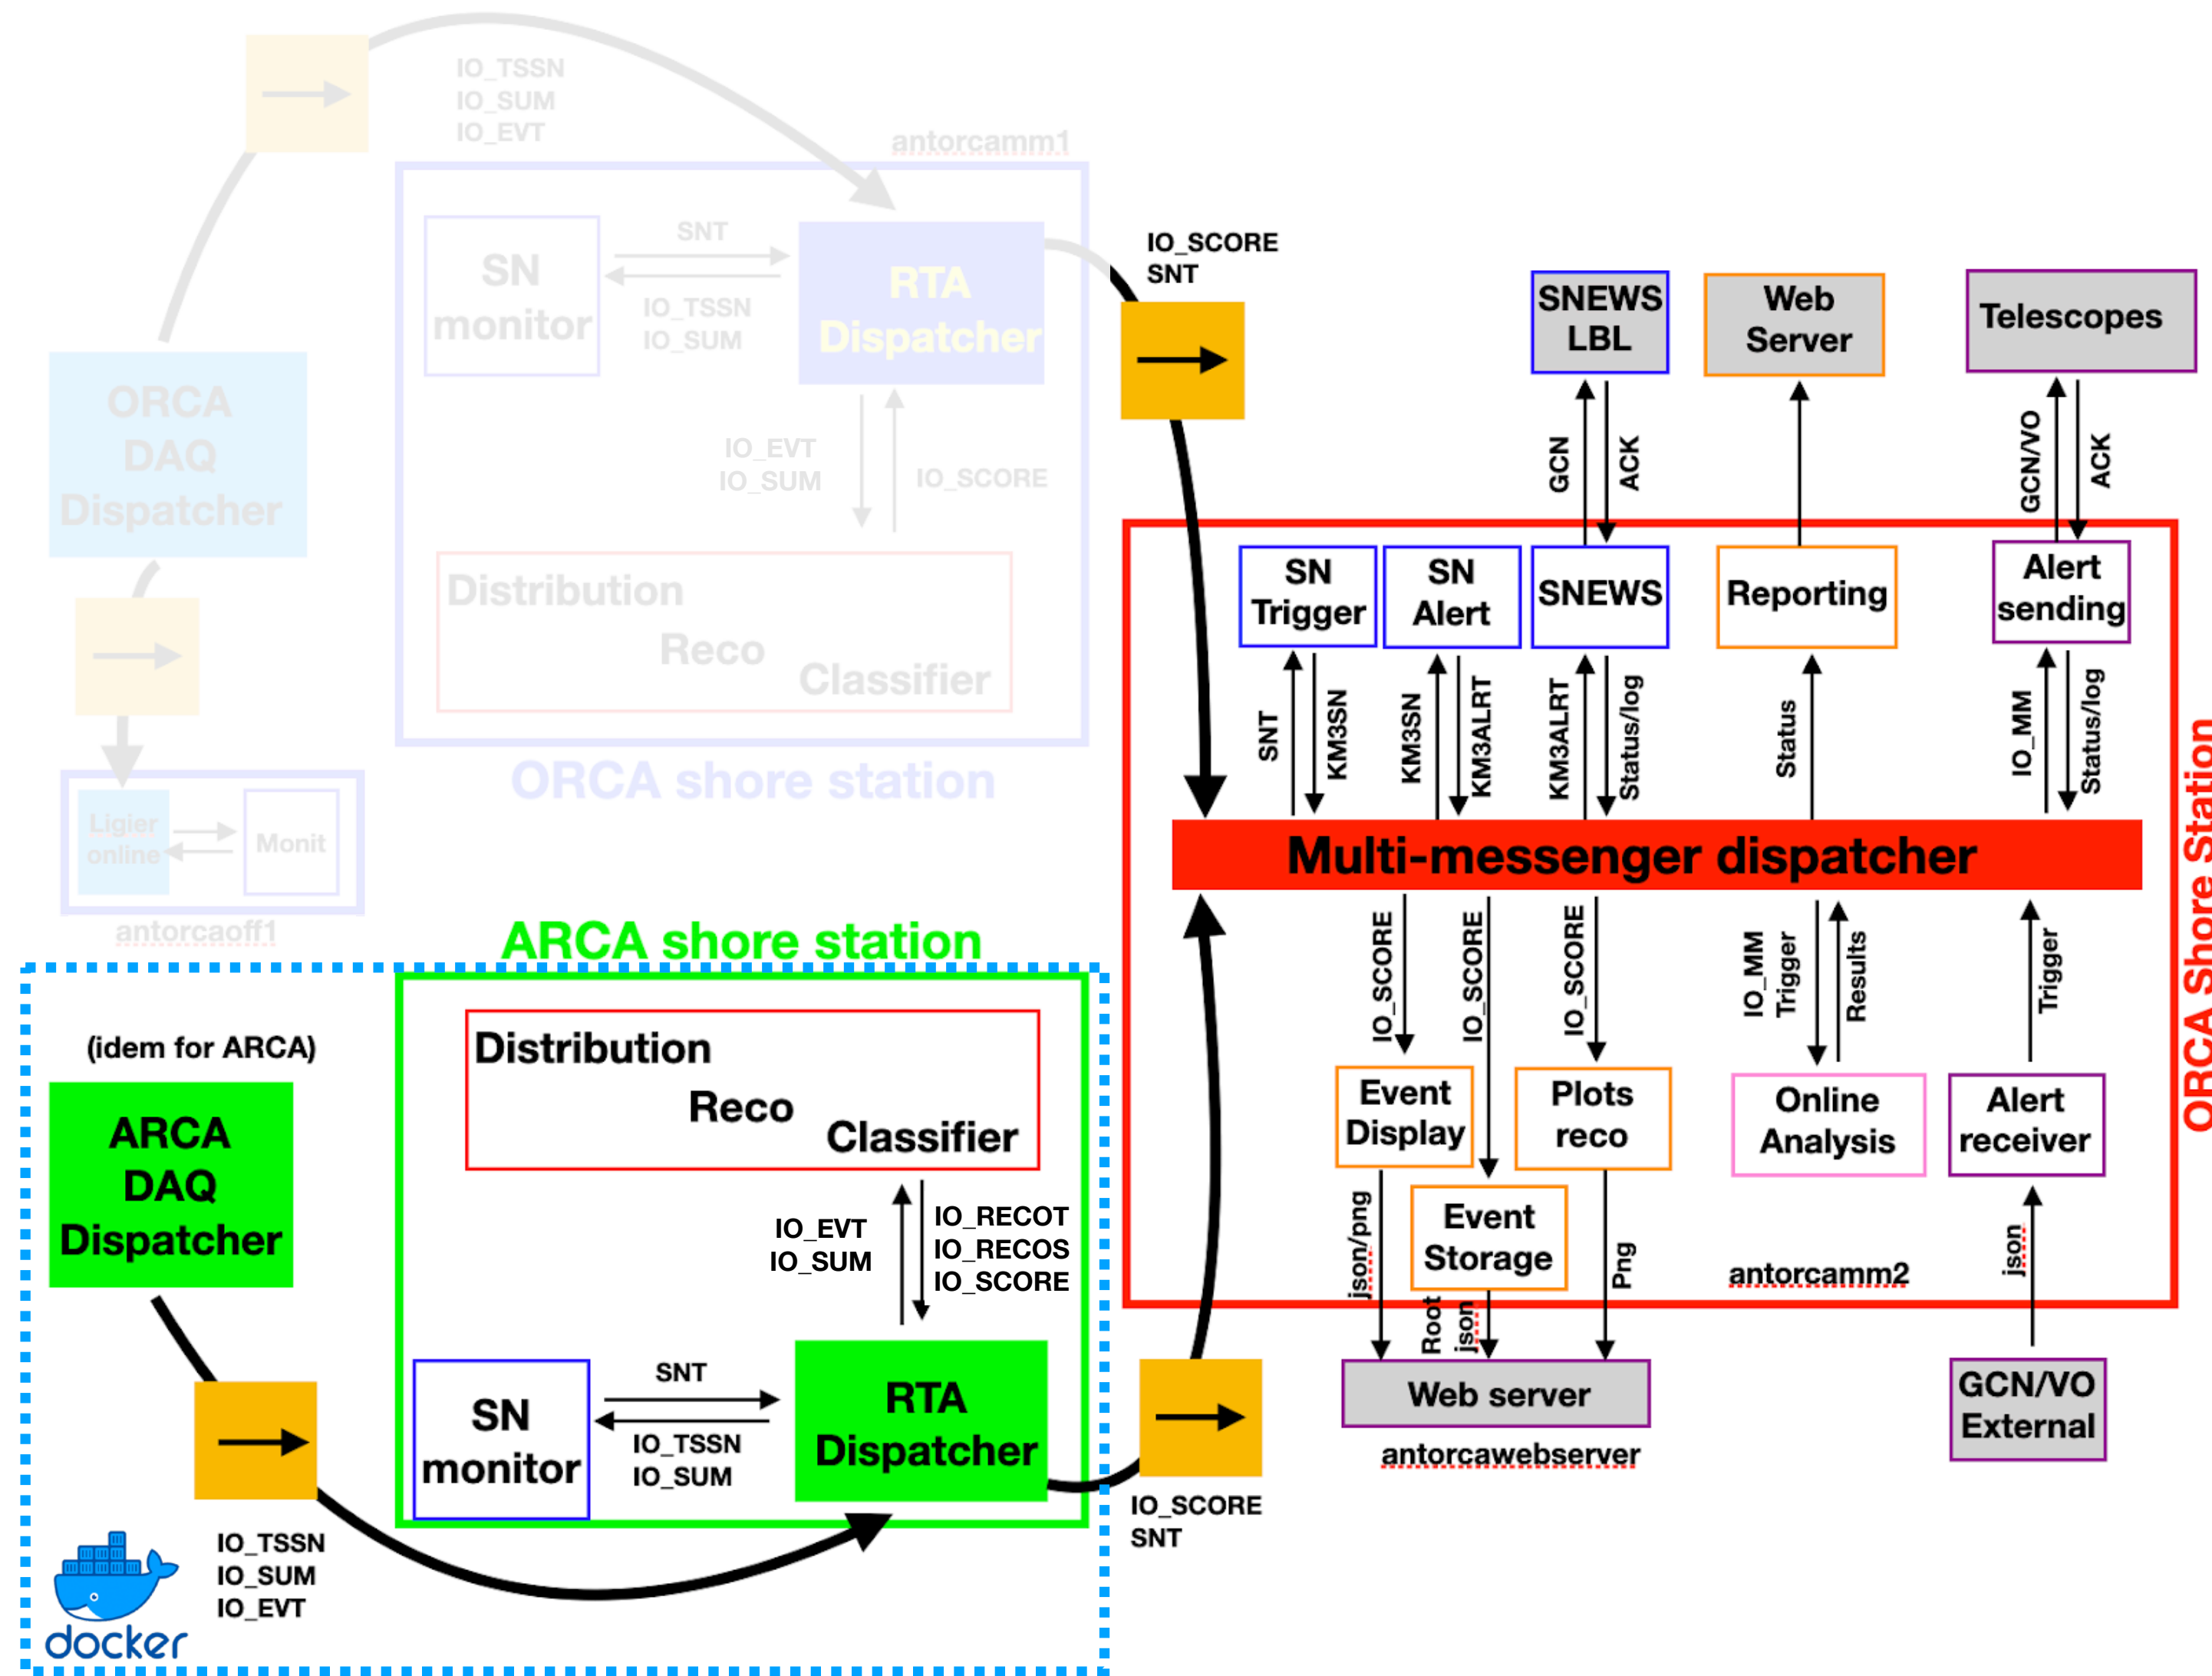 IO_TSSN
IO_SUM
IO_EVT
antorcamm1
SN
monitor
SNT
IO_TSSN
IO_SUM
RTA
Dispatcher
IO_EVT
IO_SUM
IO_SCORE
Distribution
Reco
Classifier
ORCA shore station
ORCA
DAQ
Dispatcher
Ligier
online
Monit
antorcaoff1
IO_SCORE
SNT
SNEWS
LBL
Web
Server
Telescopes
GCN
ACK
GCN/VO
ACK
SN
Trigger
SN
Alert
SNEWS
Reporting
Alert
sending
SNT
KM3SN
KM3SN
KM3ALRT
KM3ALRT
Status/log
Status
IO_MM
Status/log
Multi-messenger dispatcher
ORCA Shore Station
IO_SCORE
IO_SCORE
IO_SCORE
IO_MM
Trigger
Results
Trigger
Event
Display
Plots
reco
Online
Analysis
Alert
receiver
Event
Storage
json/png
Root
json
Png
antorcamm2
json
Web server
antorcawebserver
GCN/VO
External
ARCA shore station
(idem for ARCA)
ARCA
DAQ
Dispatcher
Distribution
Reco
Classifier
IO_EVT
IO_SUM
IO_RECOT
IO_RECOS
IO_SCORE
SN
monitor
SNT
IO_TSSN
IO_SUM
RTA
Dispatcher
IO_SCORE
SNT
IO_TSSN
IO_SUM
IO_EVT
docker